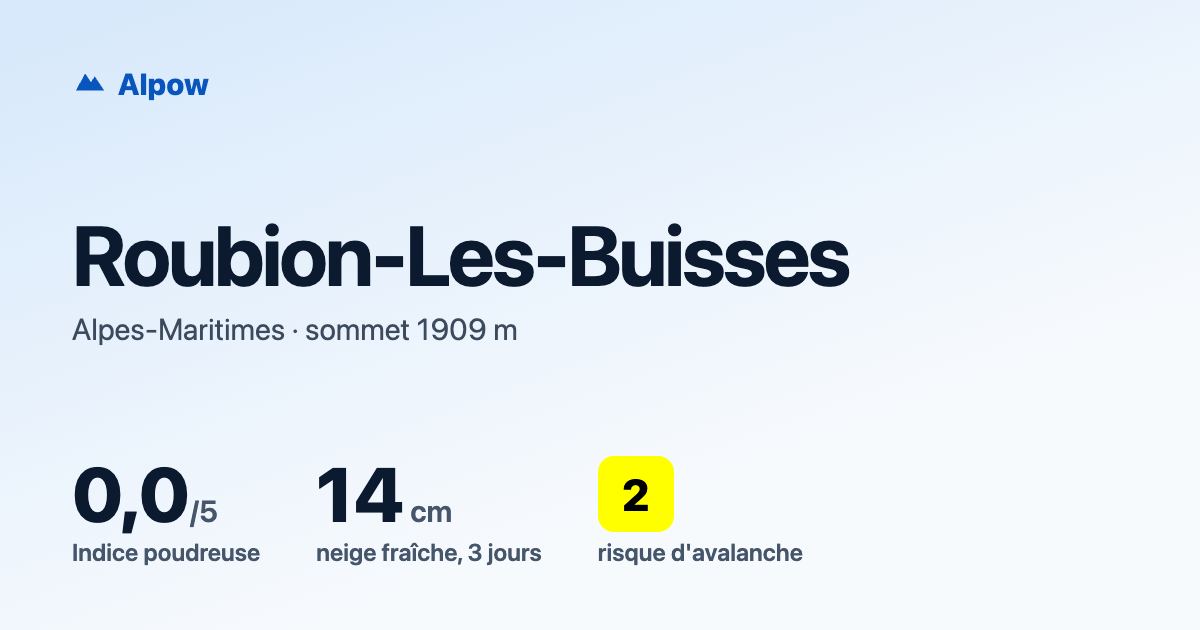 Alpow
Roubion-Les-Buisses
Alpes-Maritimes · sommet 1909 m
0,0/5
Indice poudreuse
14 cm
neige fraîche, 3 jours
2
risque d'avalanche